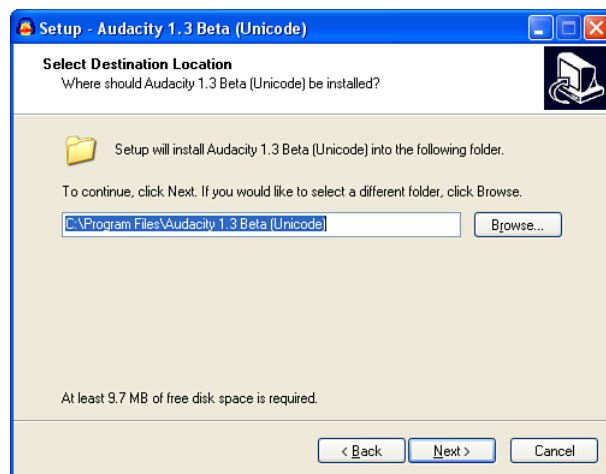 Setup - Audacity 1.3 Beta (Unicode)
Select Destination Location
Where should Audacity 1.3 Beta (Unicode) be installed?
Setup will install Audacity 1.3 Beta (Unicode) into the following folder.
To continue, click Next. If you would like to select a different folder, click Browse.
C:\Program Files\Audacity 1.3 Beta (Unicode)
Browse...
At least 9.7 MB of free disk space is required.
< Back
Next >
Cancel